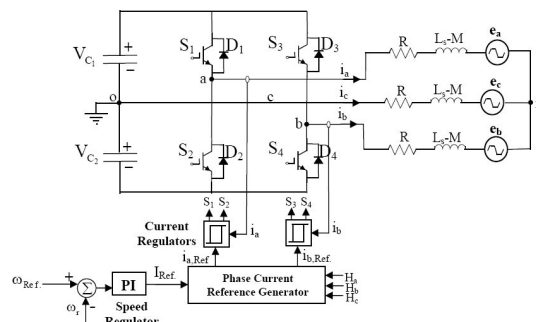 V_C1
+
−
V_C2
+
−
o
S1
D1
S3
D3
a
S2
D2
b
S4
D4
c
i_a
i_c
i_b
R
L_s-M
e_a
R
L_s-M
e_c
R
L_s-M
e_b
S1 S2
S3 S4
Current
Regulators
i_a
i_b
i_a,Ref
i_b,Ref.
ω_Ref.
+
Σ
−
ω_r
PI
I_Ref.
Speed
Regulator
Phase Current
Reference Generator
H_a
H_b
H_c